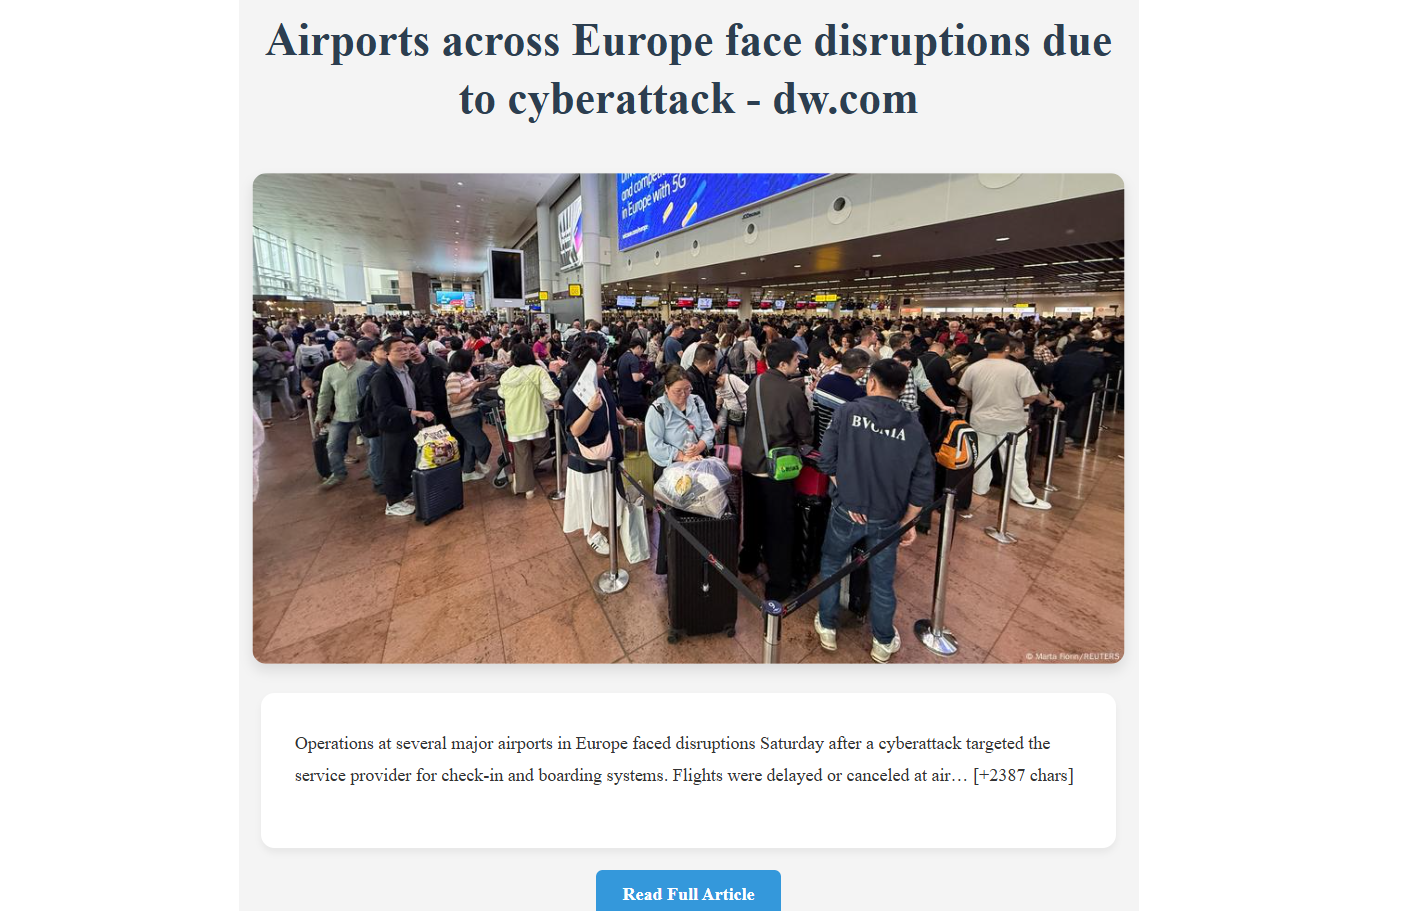 Airports across Europe face disruptions due
to cyberattack - dw.com
and compet
in Europe with 5G
BVCNIA
© Marta Fiorin/REUTERS
Operations at several major airports in Europe faced disruptions Saturday after a cyberattack targeted the
service provider for check-in and boarding systems. Flights were delayed or canceled at air… [+2387 chars]
Read Full Article